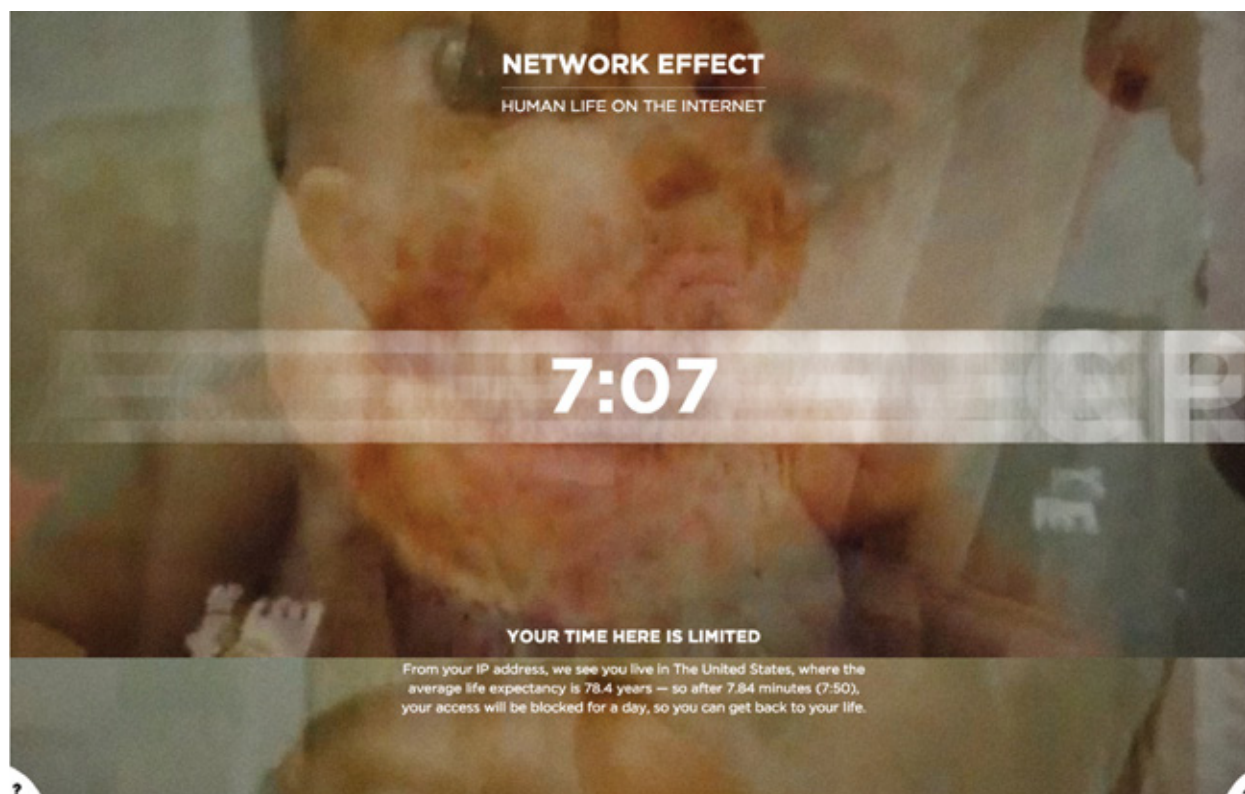 NETWORK EFFECT
HUMAN LIFE ON THE INTERNET
7:07
YOUR TIME HERE IS LIMITED
From your IP address, we see you live in The United States, where the
average life expectancy is 78.4 years — so after 7.84 minutes (7:50),
your access will be blocked for a day, so you can get back to your life.
?